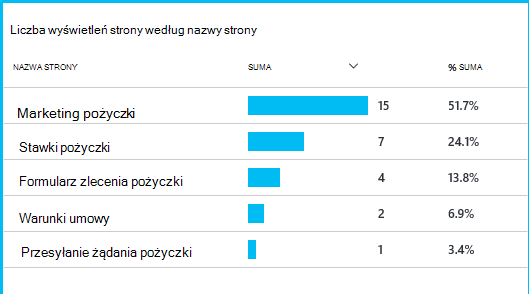 Liczba wyświetleń strony według nazwy strony
NAZWA STRONY SUMA % SUMA
Marketing pożyczki 15 51.7%
Stawki pożyczki 7 24.1%
Formularz zlecenia pożyczki 4 13.8%
Warunki umowy 2 6.9%
Przesyłanie żądania pożyczki 1 3.4%